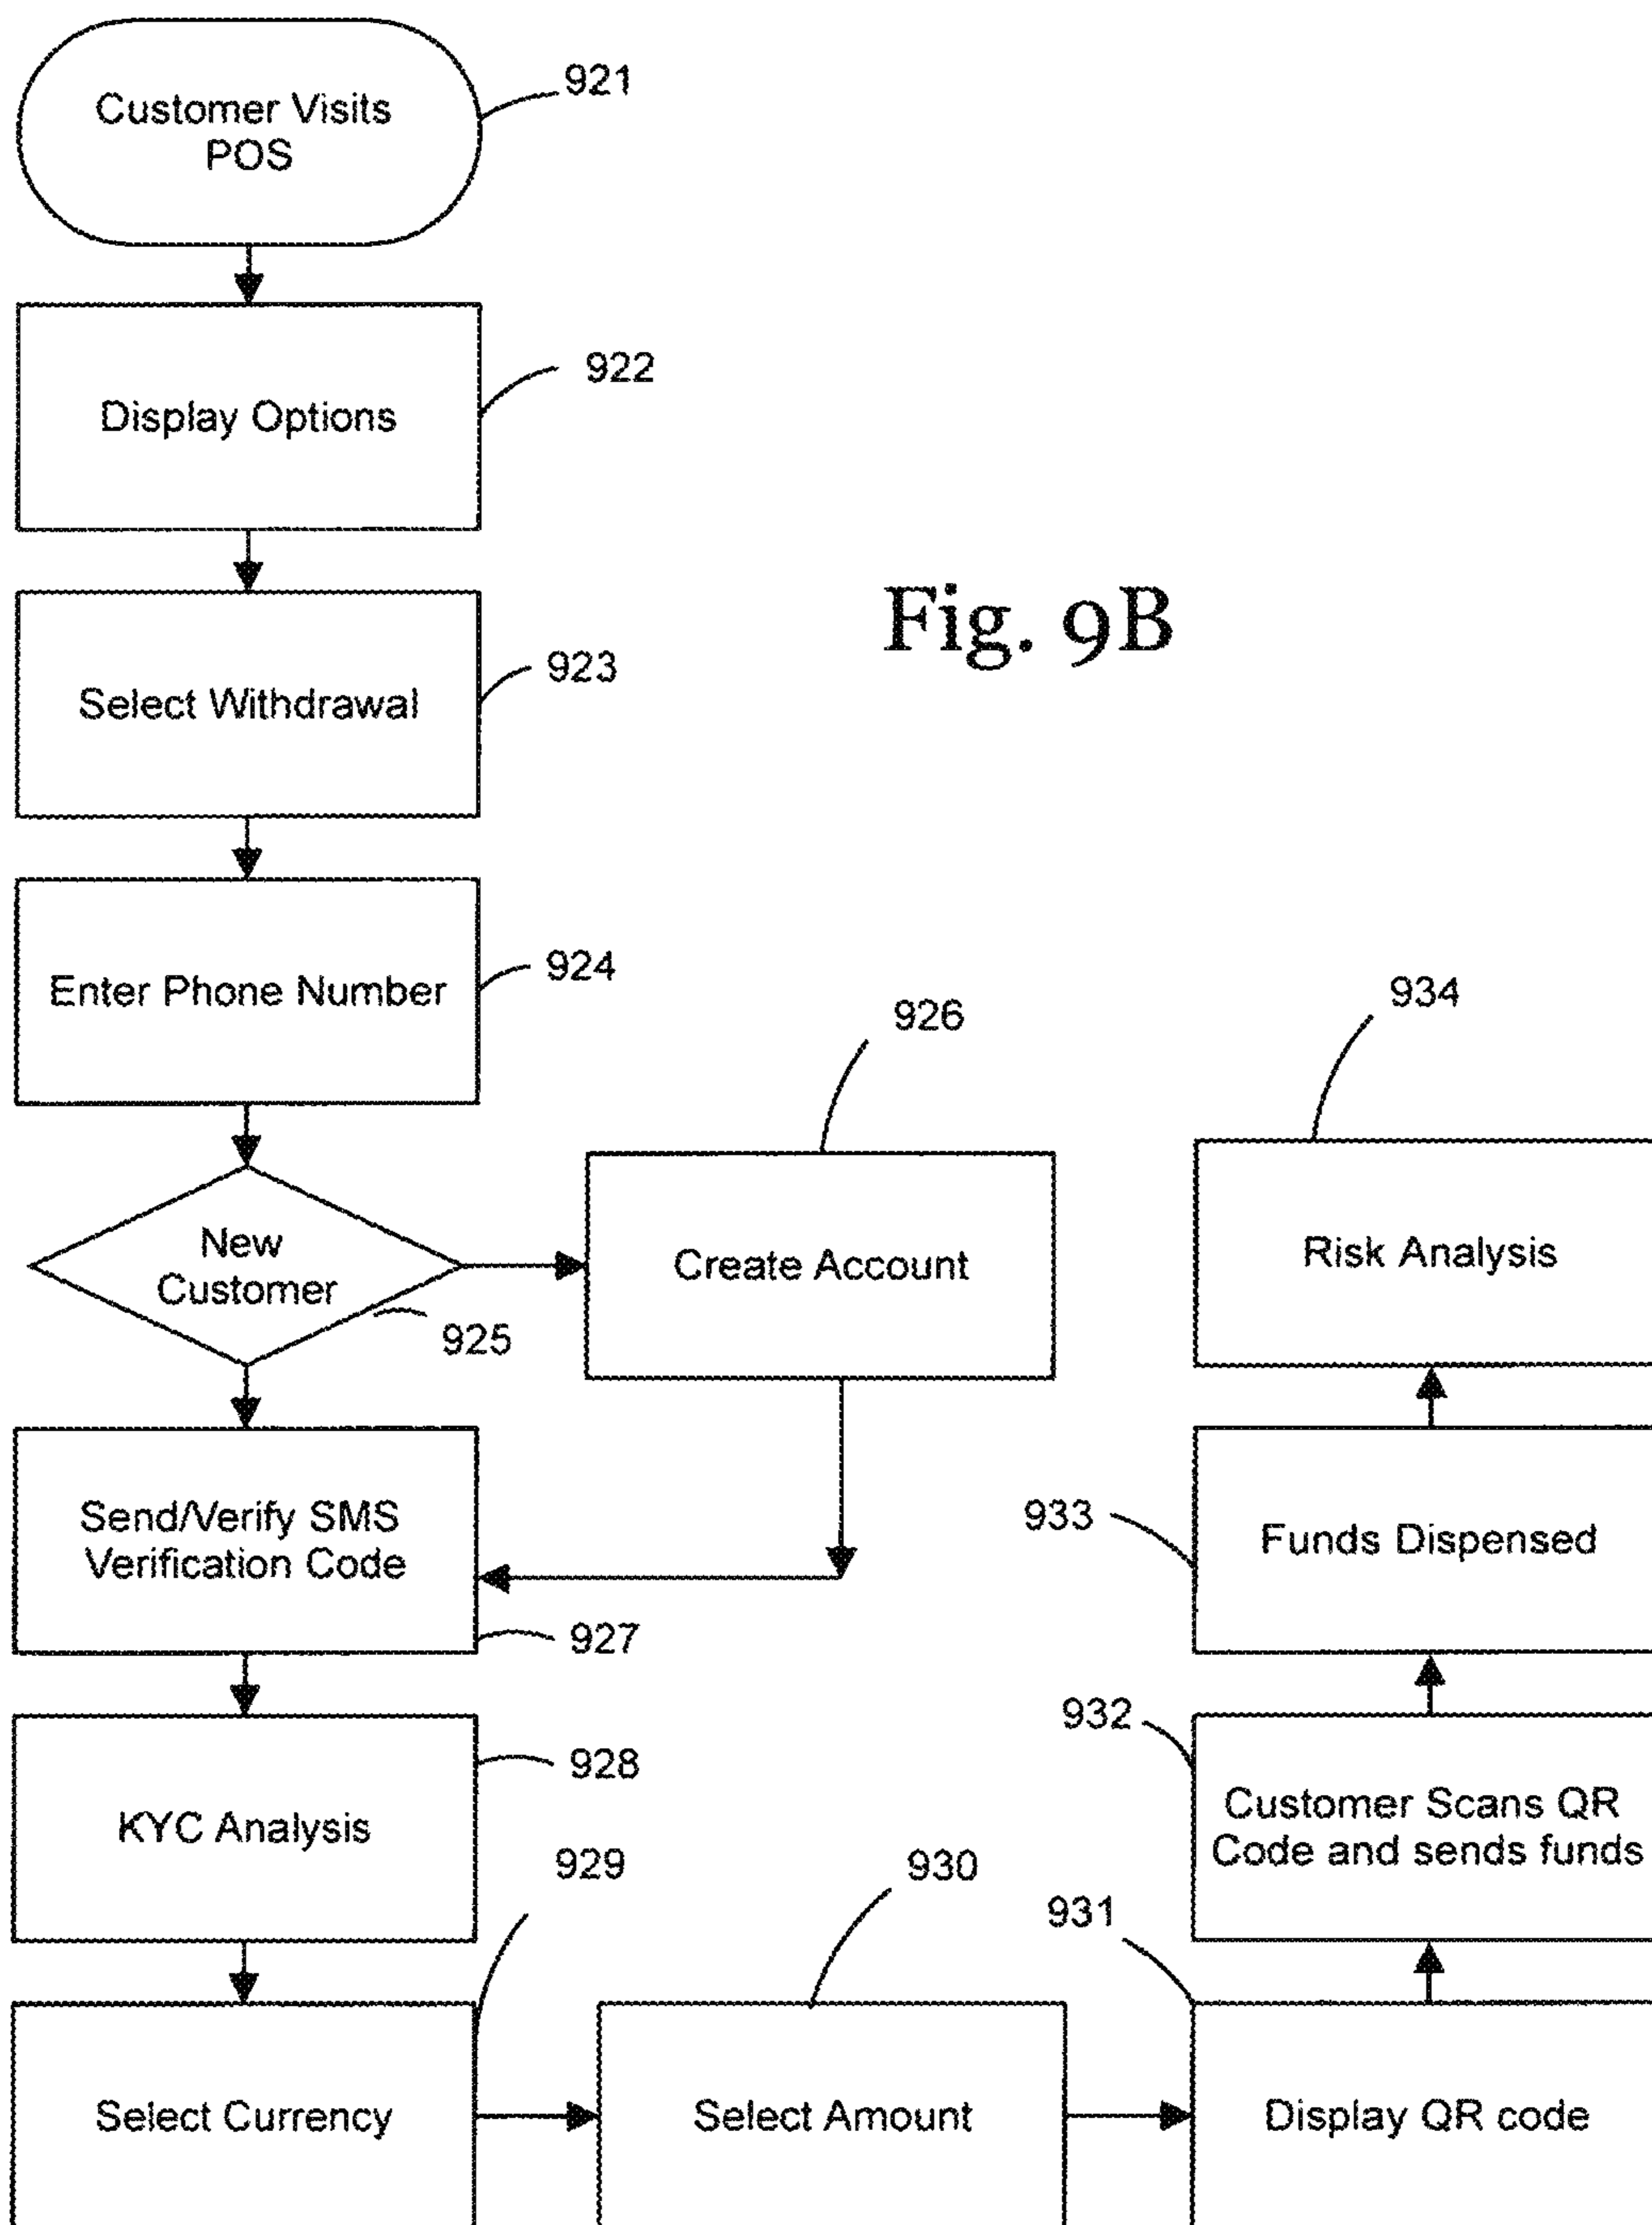 Customer Visits
POS
921
Display Options
922
Fig. 9B
Select Withdrawal
923
Enter Phone Number
924
New
Customer
925
Create Account
926
Send/Verify SMS
Verification Code
927
KYC Analysis
928
Select Currency
929
Select Amount
930
Display QR code
931
Customer Scans QR
Code and sends funds
932
Funds Dispensed
933
Risk Analysis
934